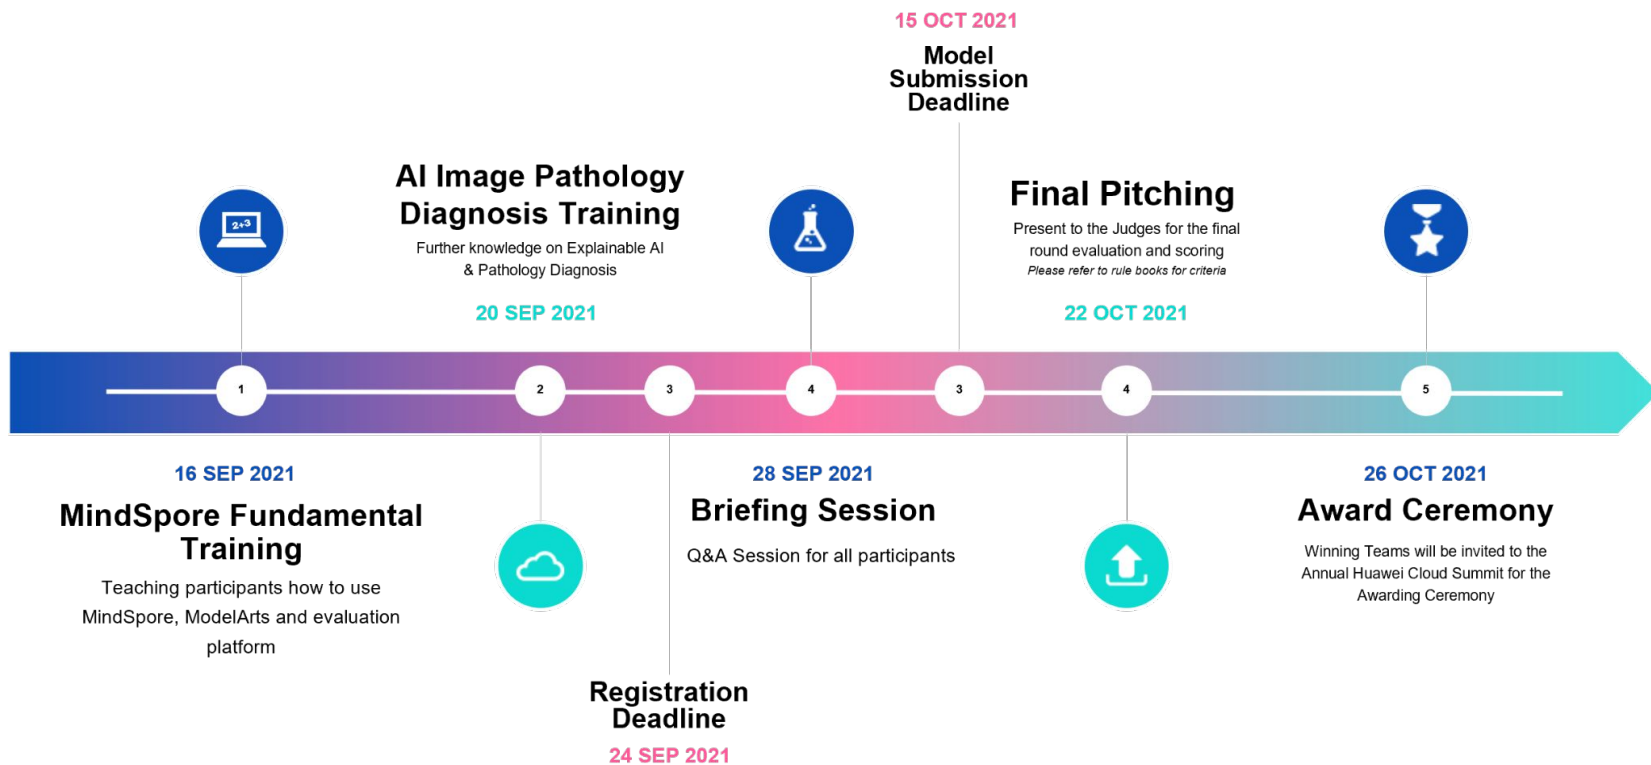 15 OCT 2021
Model
Submission
Deadline
AI Image Pathology
Diagnosis Training
Further knowledge on Explainable AI
& Pathology Diagnosis
20 SEP 2021
Final Pitching
Present to the Judges for the final
round evaluation and scoring
Please refer to rule books for criteria
22 OCT 2021
2+3
1
2
3
4
3
4
5
16 SEP 2021
MindSpore Fundamental
Training
Teaching participants how to use
MindSpore, ModelArts and evaluation
platform
28 SEP 2021
Briefing Session
Q&A Session for all participants
26 OCT 2021
Award Ceremony
Winning Teams will be invited to the
Annual Huawei Cloud Summit for the
Awarding Ceremony
Registration
Deadline
24 SEP 2021